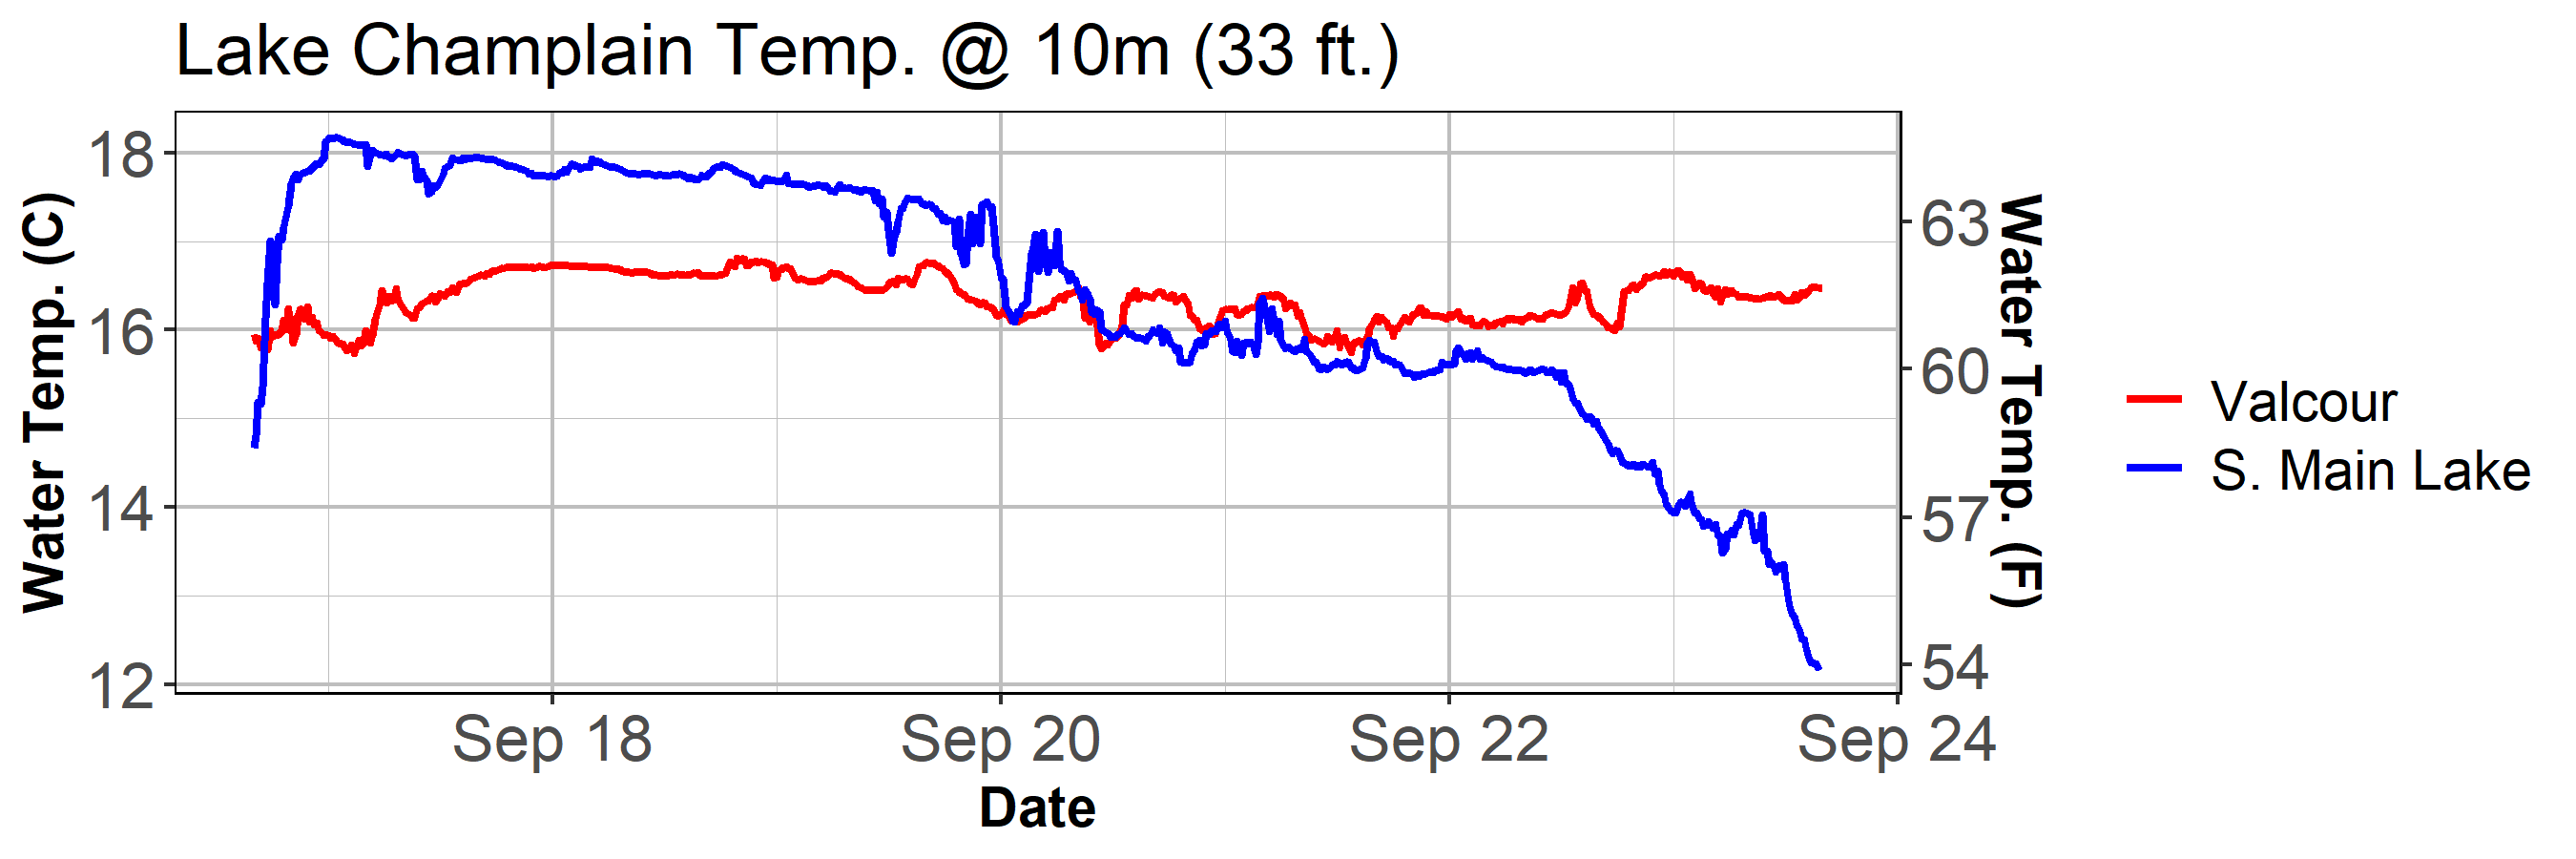 Lake Champlain Temp. @ 10m (33 ft.)
Water Temp. (C)
18
16
14
12
63
60
57
54
Water Temp. (F)
Sep 18
Sep 20
Sep 22
Sep 24
Date
Valcour
S. Main Lake